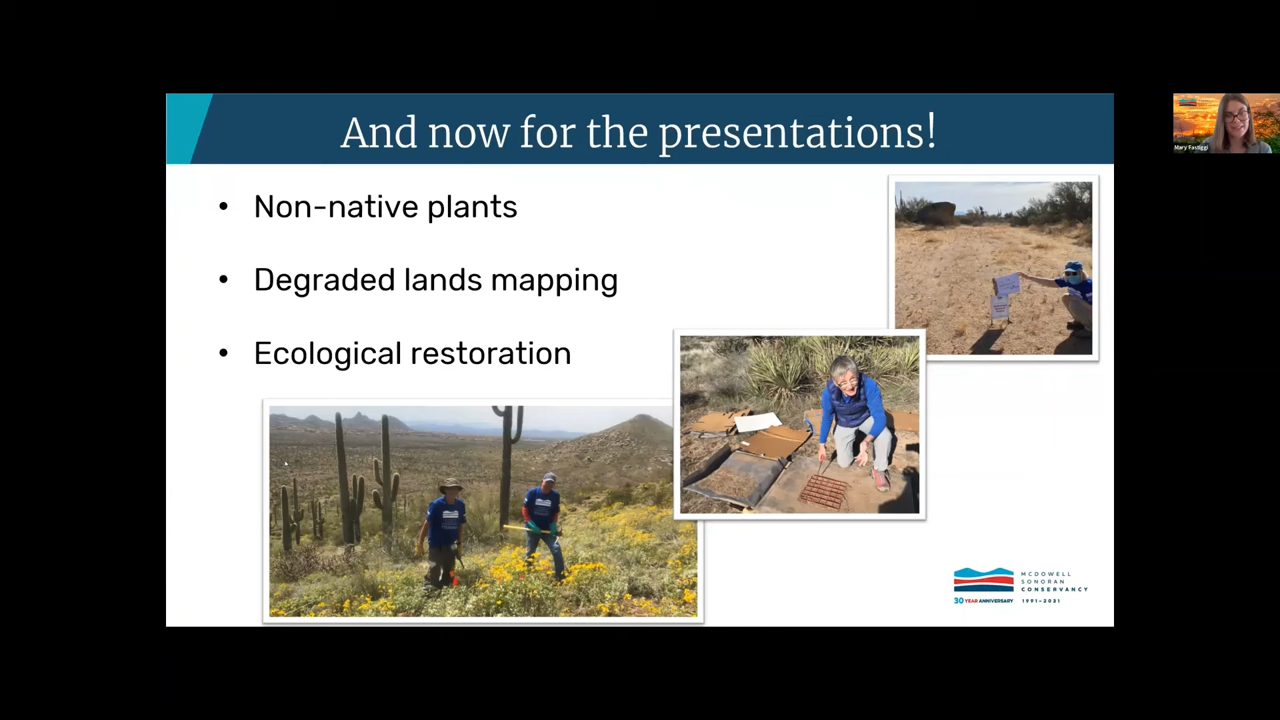 And now for the presentations!
• Non-native plants
• Degraded lands mapping
• Ecological restoration
MCDOWELL
SONORAN
CONSERVANCY
30 YEAR ANNIVERSARY 1991-2021
Mary Fastiggi